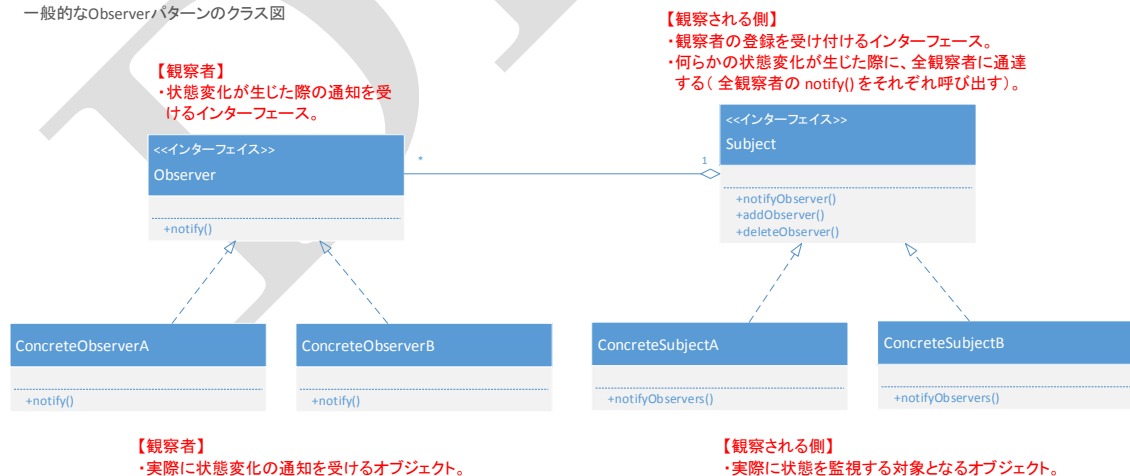 一般的なObserverパターンのクラス図
【観察者】
・状態変化が生じた際の通知を受
けるインターフェース。
【観察される側】
・観察者の登録を受け付けるインターフェース。
・何らかの状態変化が生じた際に、全観察者に通達
する( 全観察者の notify() をそれぞれ呼び出す)。
<<インターフェイス>>
Observer
+notify()
*
1
<<インターフェイス>>
Subject
+notifyObserver()
+addObserver()
+deleteObserver()
ConcreteObserverA
+notify()
ConcreteObserverB
+notify()
ConcreteSubjectA
+notifyObservers()
ConcreteSubjectB
+notifyObservers()
【観察者】
・実際に状態変化の通知を受けるオブジェクト。
【観察される側】
・実際に状態を監視する対象となるオブジェクト。